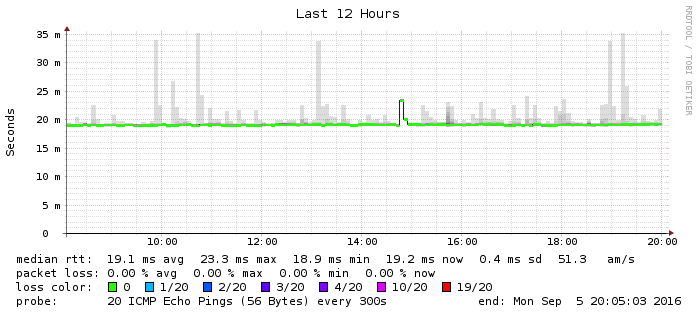 Last 12 Hours
RRDTOOL / TOBI OETIKER
Seconds
35 m
30 m
25 m
20 m
15 m
10 m
5 m
0
10:00 12:00 14:00 16:00 18:00 20:00
median rtt: 19.1 ms avg 23.3 ms max 18.9 ms min 19.2 ms now 0.4 ms sd 51.3 am/s
packet loss: 0.00 % avg 0.00 % max 0.00 % min 0.00 % now
loss color: 0 1/20 2/20 3/20 4/20 10/20 19/20
probe: 20 ICMP Echo Pings (56 Bytes) every 300s end: Mon Sep 5 20:05:03 2016